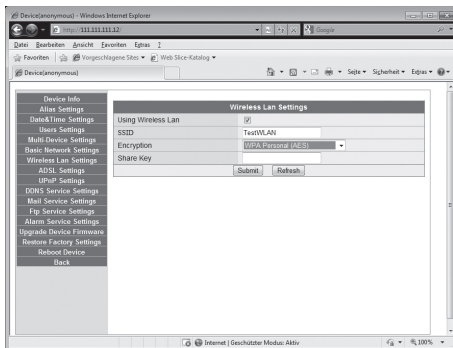 Device(anonymous) - Windows Internet Explorer
http://111.111.111.12/
Google
Datei Bearbeiten Ansicht Favoriten Extras ?
Favoriten Vorgeschlagene Sites Web Slice-Katalog
Device(anonymous) Seite Sicherheit Extras
Device Info
Alias Settings
Date&Time Settings
Users Settings
Multi-Device Settings
Basic Network Settings
Wireless Lan Settings
ADSL Settings
UPnP Settings
DDNS Service Settings
Mail Service Settings
Ftp Service Settings
Alarm Service Settings
Upgrade Device Firmware
Restore Factory Settings
Reboot Device
Back
Wireless Lan Settings
Using Wireless Lan
SSID TestWLAN
Encryption WPA Personal (AES)
Share Key
Submit Refresh
Internet | Geschützter Modus: Aktiv 100%